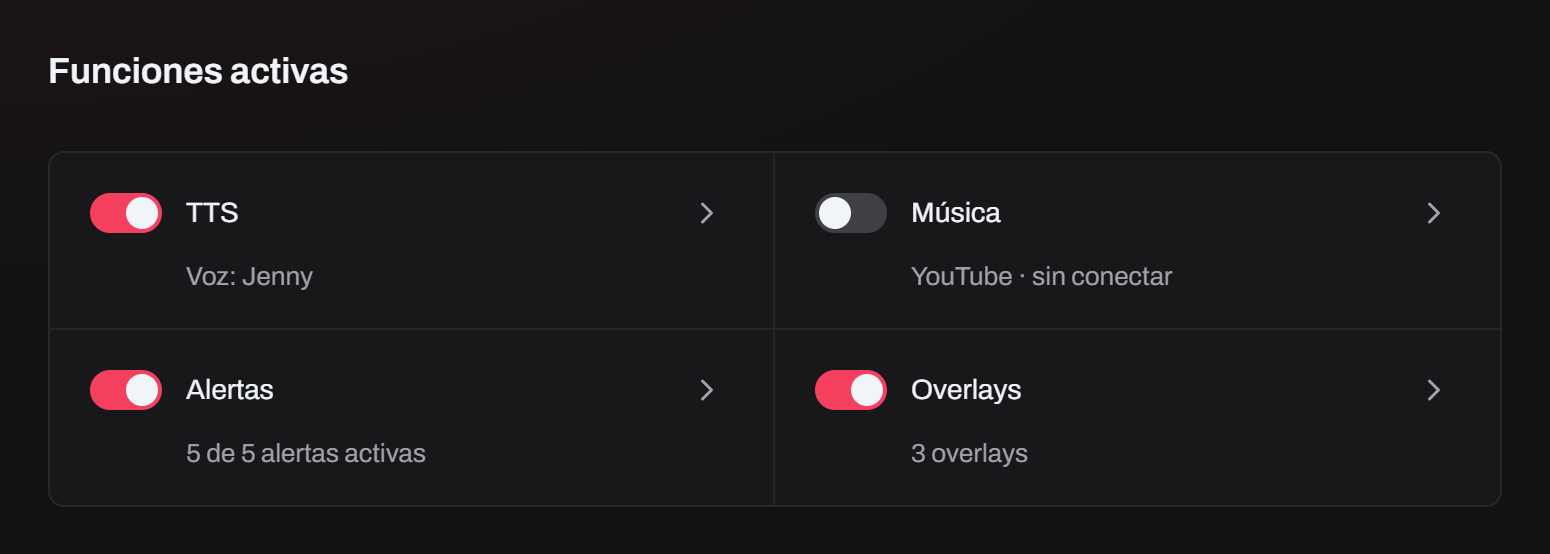 Funciones activas
TTS
Voz: Jenny
Música
YouTube · sin conectar
Alertas
5 de 5 alertas activas
Overlays
3 overlays